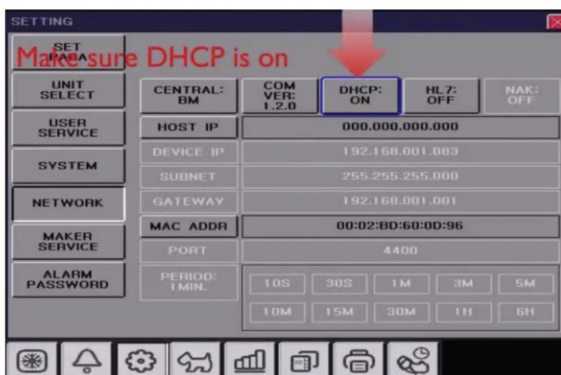 SETTING
SET
PARA
Make sure DHCP is on
UNIT
SELECT
CENTRAL:
BM
COM
VER:
1.2.0
DHCP:
ON
HL7:
OFF
NAK:
OFF
USER
SERVICE
HOST IP
000.000.000.000
DEVICE IP
192.168.001.003
SYSTEM
SUBNET
255.255.255.000
NETWORK
GATEWAY
192.168.001.001
MAC ADDR
00:02:BD:60:0D:96
MAKER
SERVICE
PORT
4400
ALARM
PASSWORD
PERIOD:
1MIN.
10S 30S 1M 3M 5M
10M 15M 30M 1H 6H